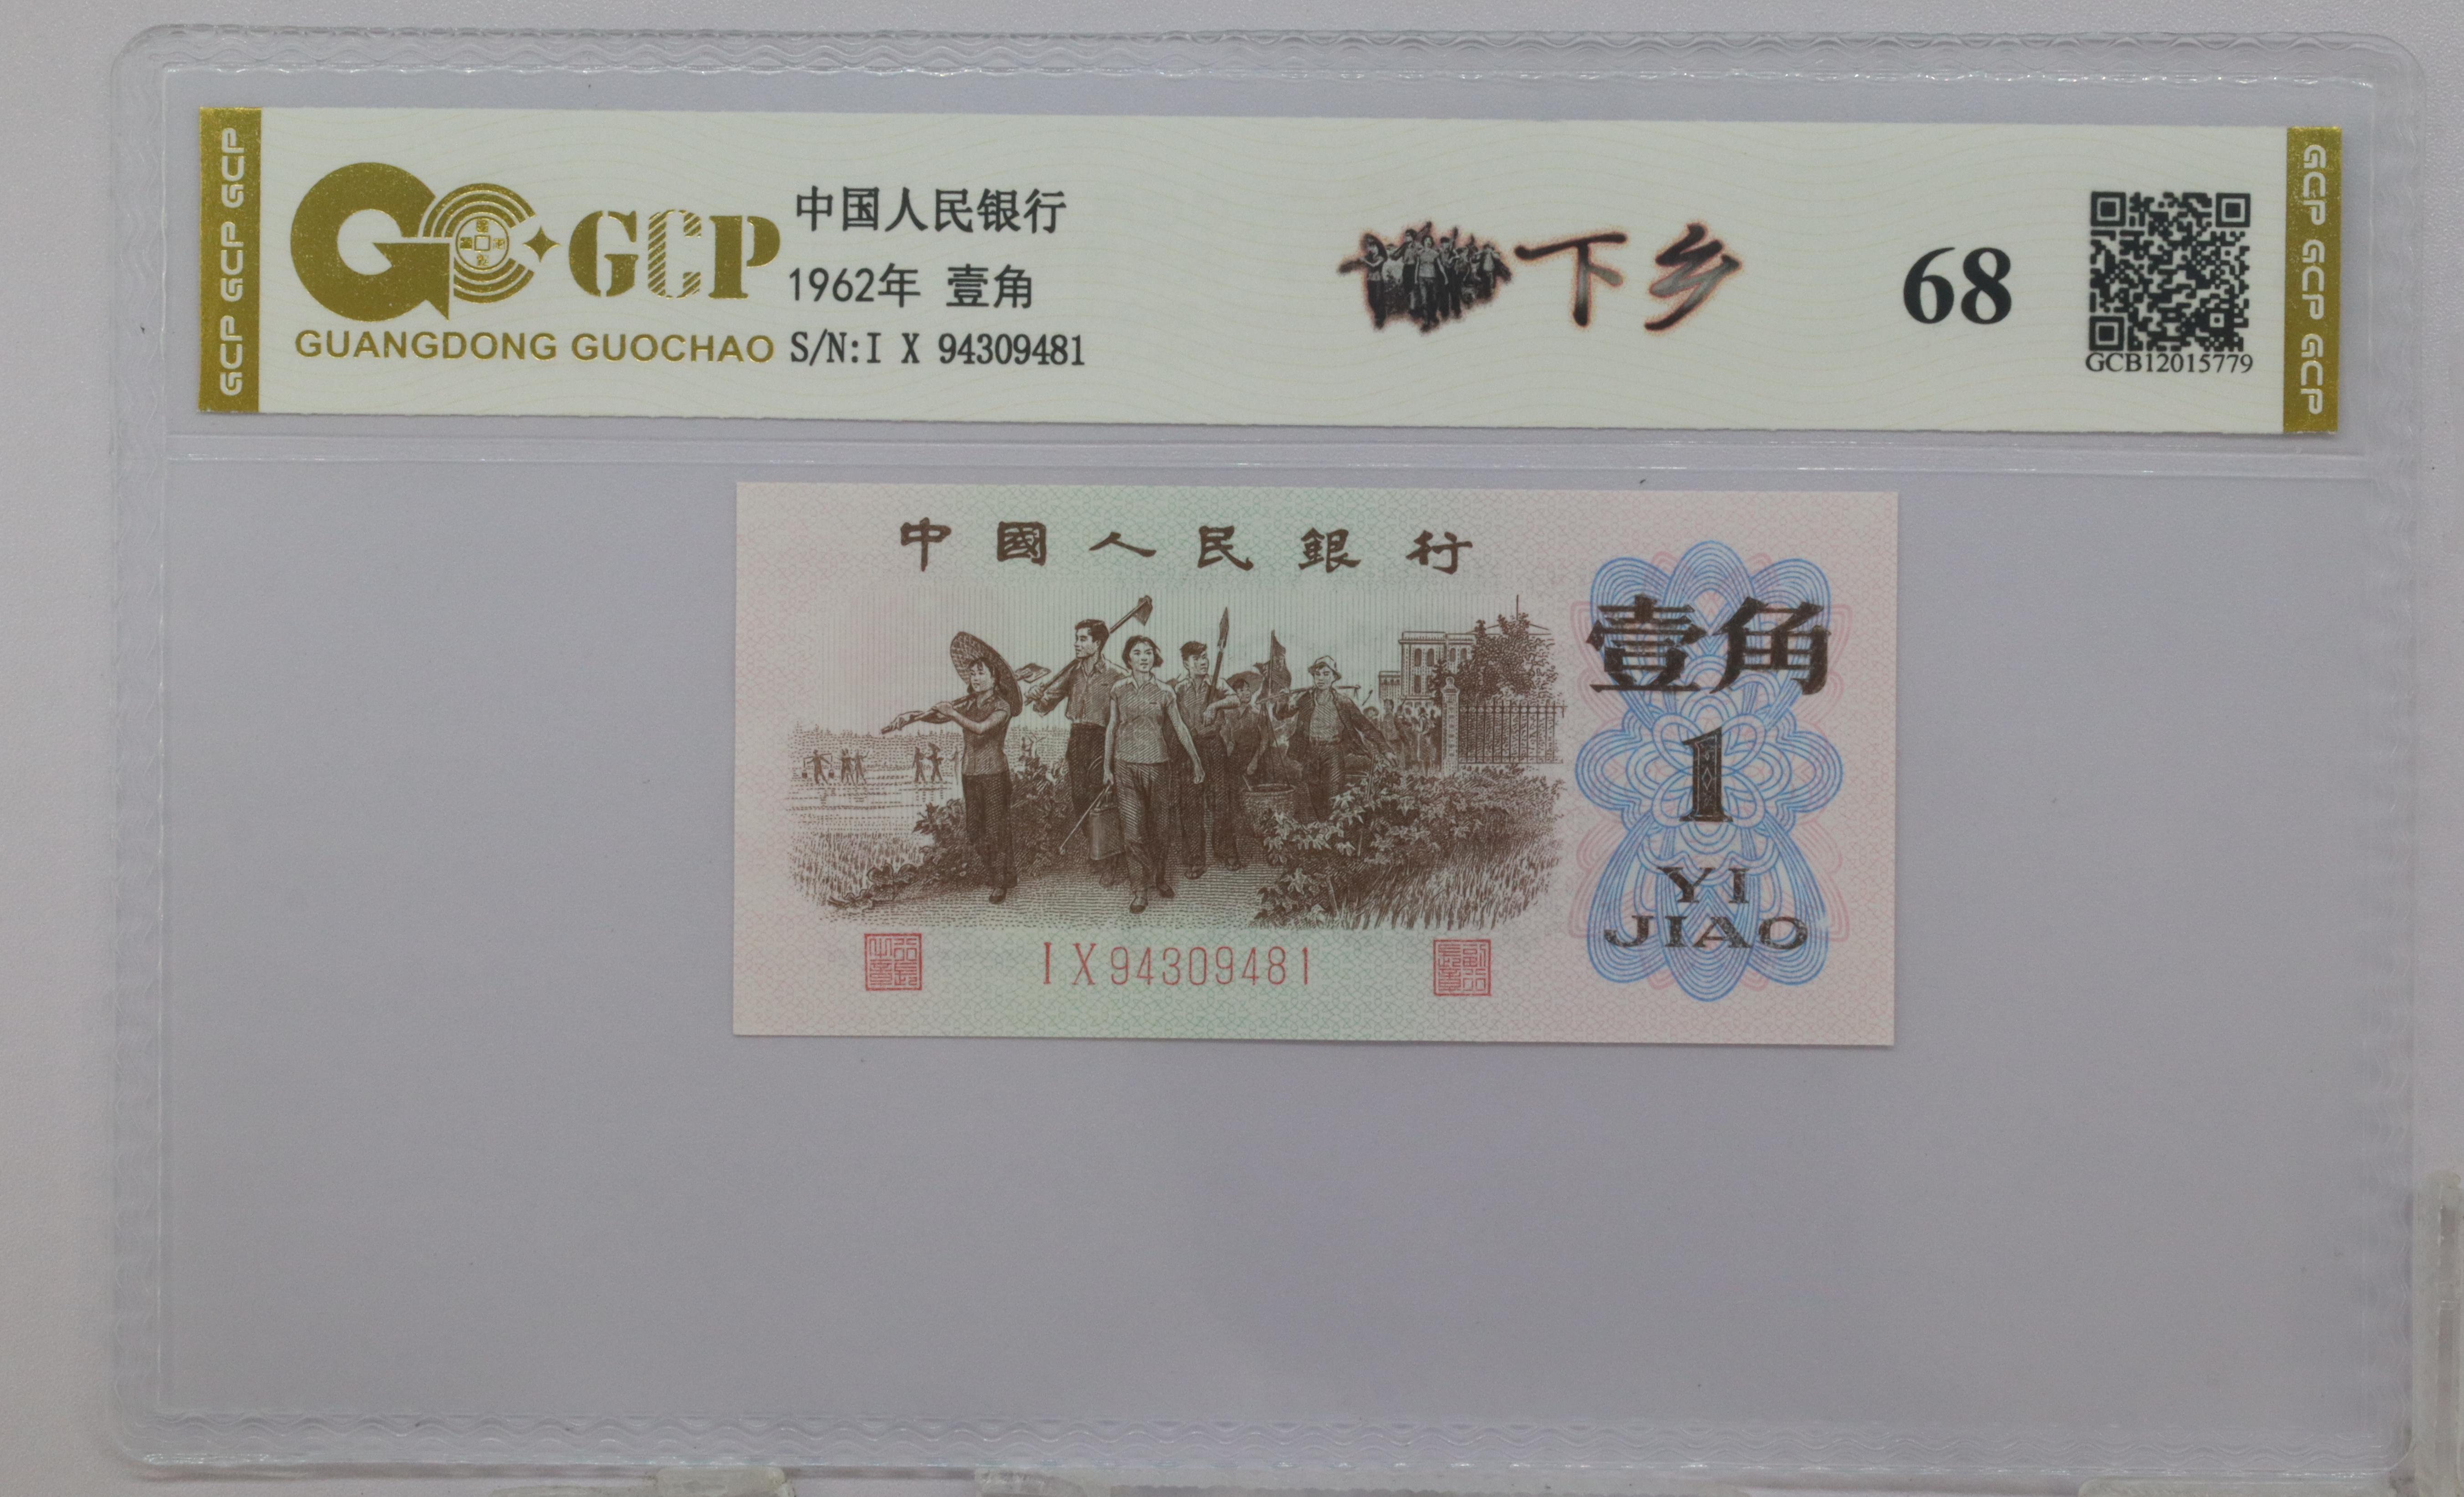 GCP GCP GCP
GCP
GUANGDONG GUOCHAO
中国人民银行
1962年 壹角
S/N:I X 94309481
下乡
68
GCB12015779
GCP GCP GCP
中國人民銀行
壹角
1
YI
JIAO
I X 94309481